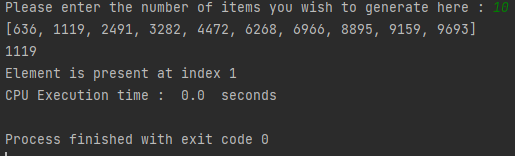 Please enter the number of items you wish to generate here : 10
[636, 1119, 2491, 3282, 4472, 6268, 6966, 8895, 9159, 9693]
1119
Element is present at index 1
CPU Execution time :  0.0  seconds
Process finished with exit code 0